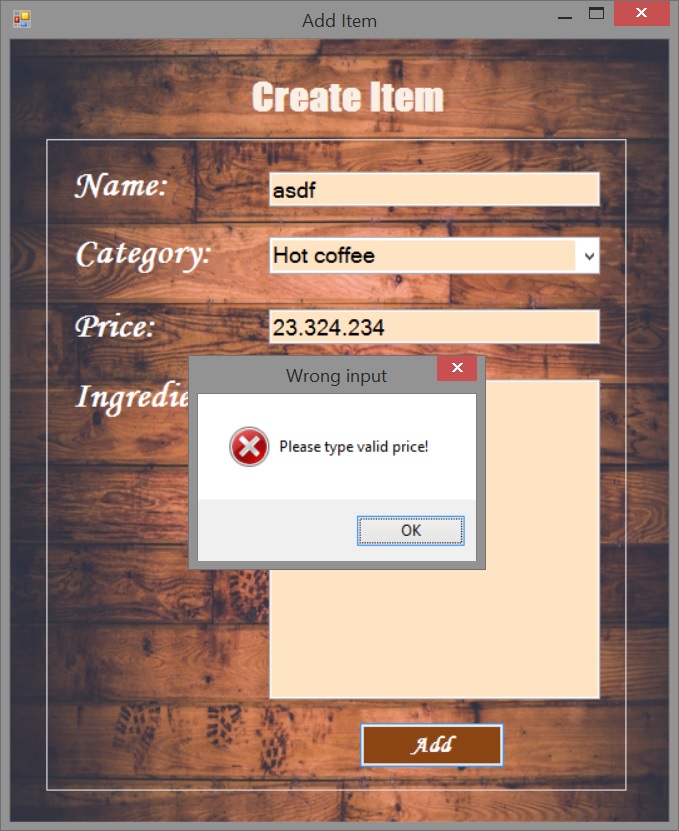 Add Item
Create Item
Name:
asdf
Category:
Hot coffee
Price:
23.324.234
Wrong input
Ingredie
Please type valid price!
OK
Add